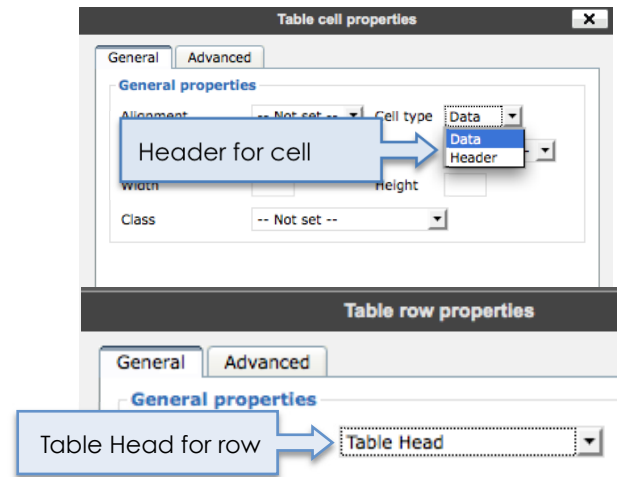 Table cell properties
General Advanced
General properties
Alignment -- Not set -- Cell type Data
Data
Header for cell
Header
Width Height
Class -- Not set --
Table row properties
General Advanced
General properties
Table Head for row Table Head